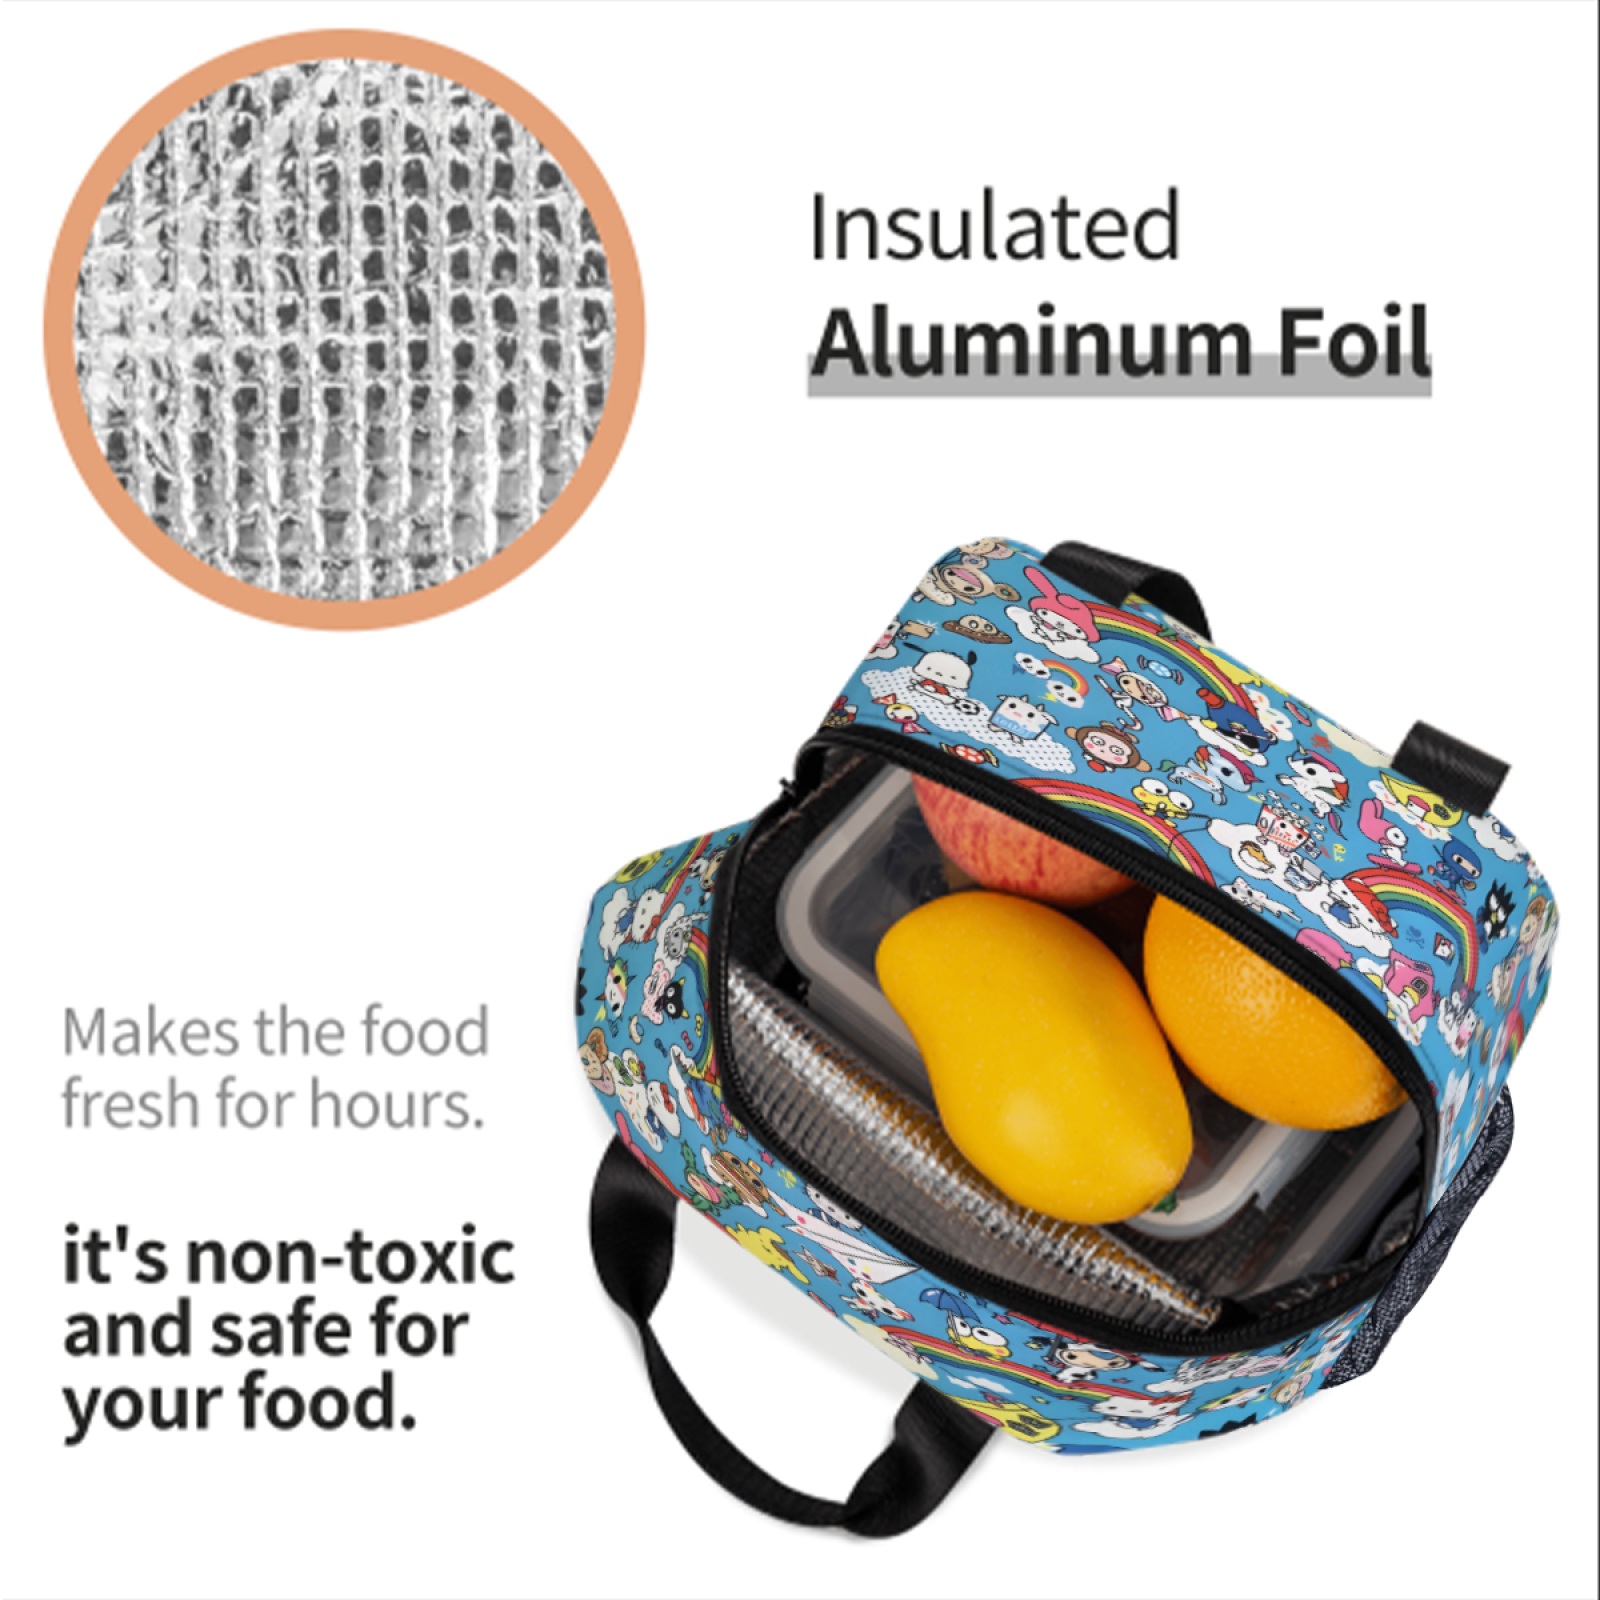 Insulated
Aluminum Foil
Makes the food
fresh for hours.
it's non-toxic
and safe for
your food.